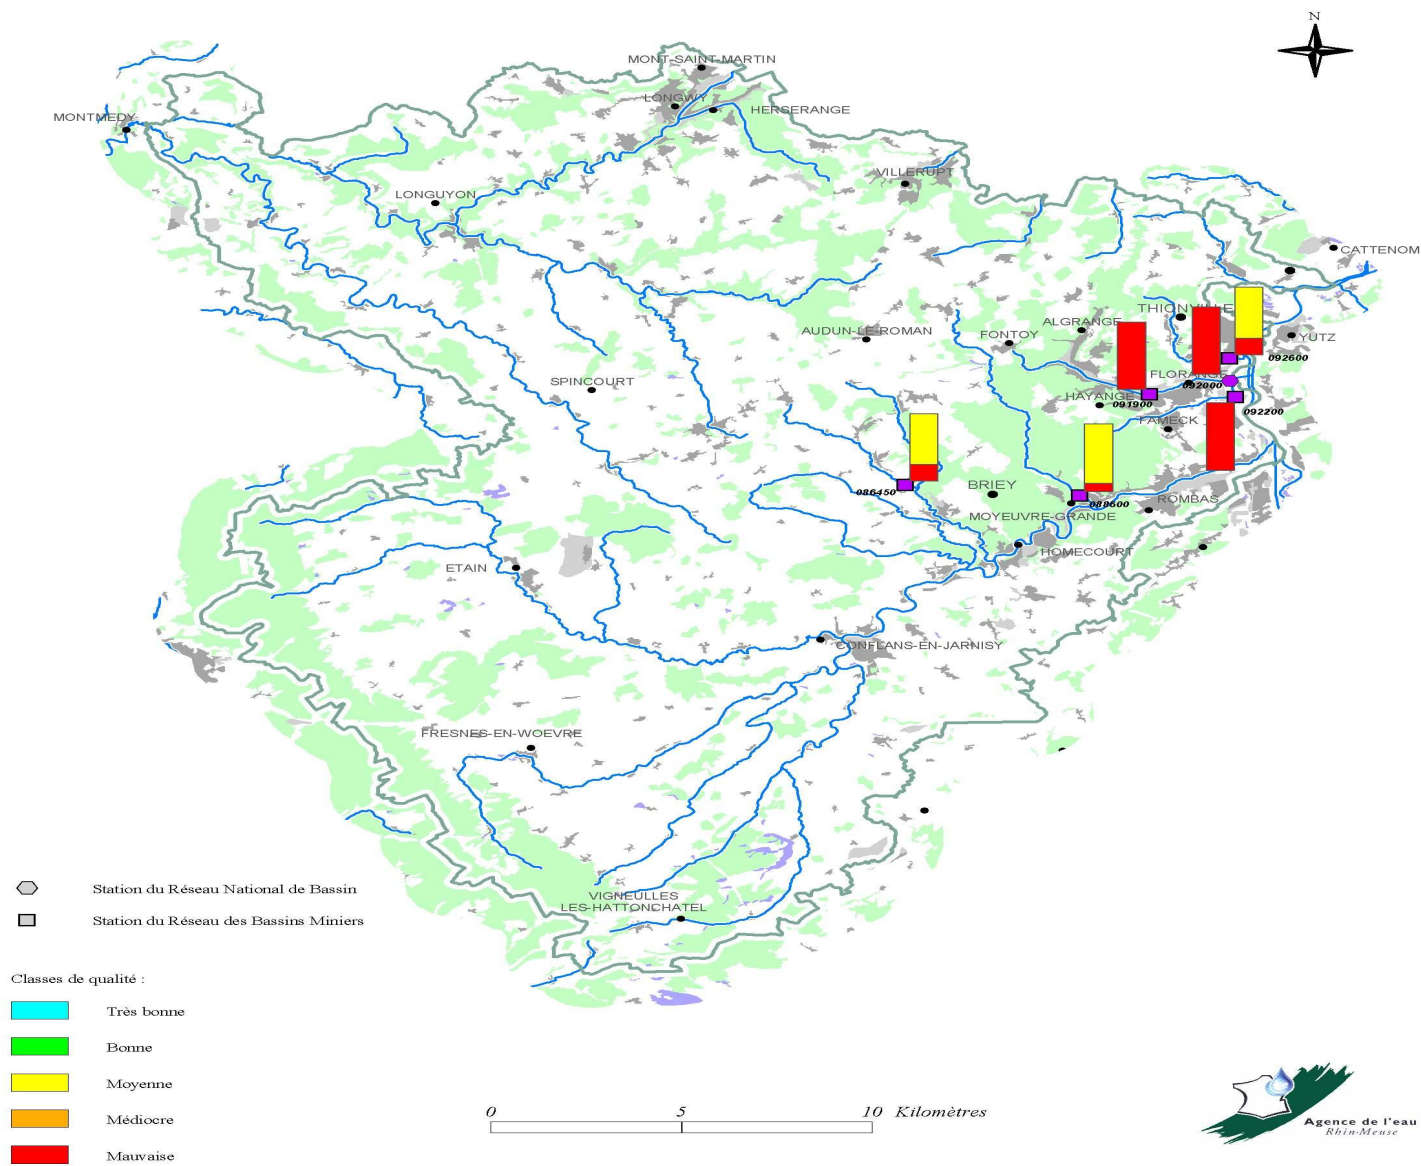 N
MONT-SAINT-MARTIN
LONGWY
HERSERANGE
MONTMEDY
VILLERUPT
LONGUYON
CATTENOM
THIONVILLE
ALGRANGE
AUDUN-LE-ROMAN
FONTOY
YUTZ
092600
FLORANGE
SPINCOURT
092000
HAYANGE
091900
092200
FAMECK
BRIEY
086450
088600
ROMBAS
MOYEUVRE-GRANDE
HOMECOURT
ETAIN
CONFLANS-EN-JARNISY
FRESNES-EN-WOEVRE
VIGNEULLES
LES-HATTONCHATEL
Station du Réseau National de Bassin
Station du Réseau des Bassins Miniers
Classes de qualité :
Très bonne
Bonne
Moyenne
Médiocre
Mauvaise
0 5 10 Kilomètres
Agence de l'eau
Rhin-Meuse